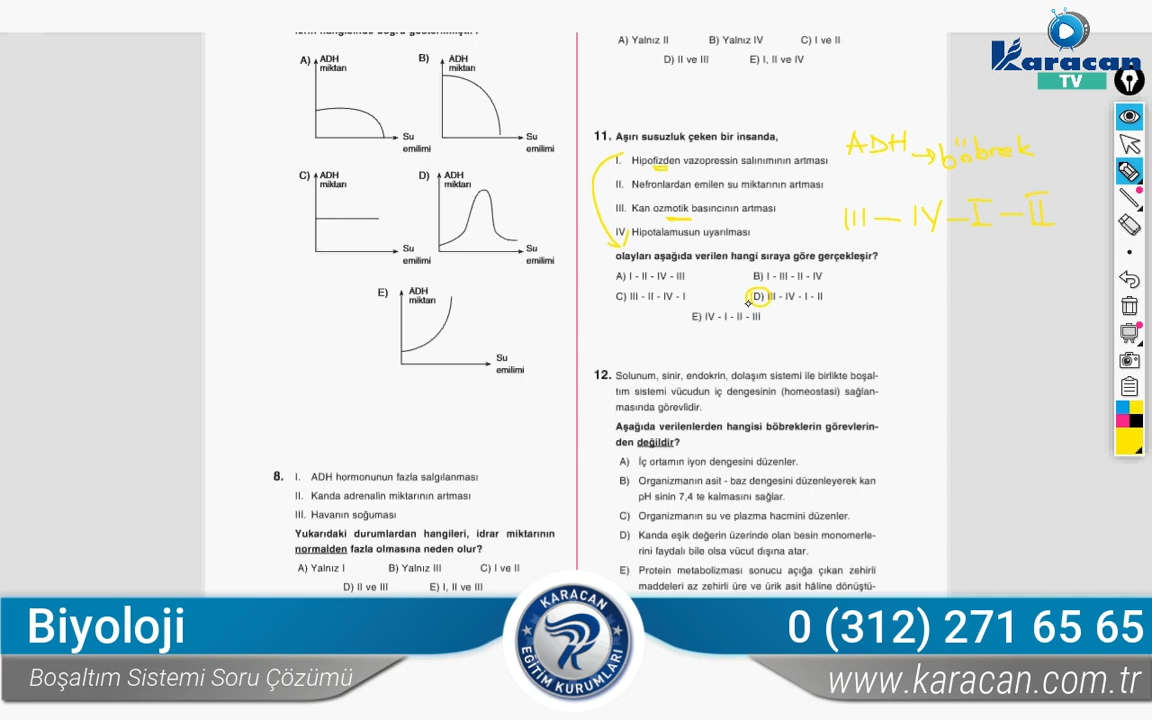 A) ADH miktarı Su emilimi
B) ADH miktarı Su emilimi
C) ADH miktarı Su emilimi
D) ADH miktarı Su emilimi
E) ADH miktarı Su emilimi
8. I. ADH hormonunun fazla salgılanması
II. Kanda adrenalin miktarının artması
III. Havanın soğuması
Yukarıdaki durumlardan hangileri, idrar miktarının
normalden fazla olmasına neden olur?
A) Yalnız I B) Yalnız III C) I ve II
D) II ve III E) I, II ve III
A) Yalnız II B) Yalnız IV C) I ve II
D) II ve III E) I, II ve IV
11. Aşırı susuzluk çeken bir insanda,
I. Hipofizden vazopressin salınımının artması
II. Nefronlardan emilen su miktarının artması
III. Kan ozmotik basıncının artması
IV. Hipotalamusun uyarılması
olayları aşağıda verilen hangi sıraya göre gerçekleşir?
A) I - II - IV - III B) I - III - II - IV
C) III - II - IV - I D) III - IV - I - II
E) IV - I - II - III
ADH → böbrek
III - IV - I - II
12. Solunum, sinir, endokrin, dolaşım sistemi ile birlikte boşal-
tım sistemi vücudun iç dengesinin (homeostasi) sağlan-
masında görevlidir.
Aşağıda verilenlerden hangisi böbreklerin görevlerin-
den değildir?
A) İç ortamın iyon dengesini düzenler.
B) Organizmanın asit - baz dengesini düzenleyerek kan
pH sinin 7,4 te kalmasını sağlar.
C) Organizmanın su ve plazma hacmini düzenler.
D) Kanda eşik değerin üzerinde olan besin monomerle-
rini faydalı bile olsa vücut dışına atar.
E) Protein metabolizması sonucu açığa çıkan zehirli
maddeleri az zehirli üre ve ürik asit hâline dönüştü-
Karacan
TV
Biyoloji
Boşaltım Sistemi Soru Çözümü
KARACAN
EĞİTİM KURUMLARI
0 (312) 271 65 65
www.karacan.com.tr